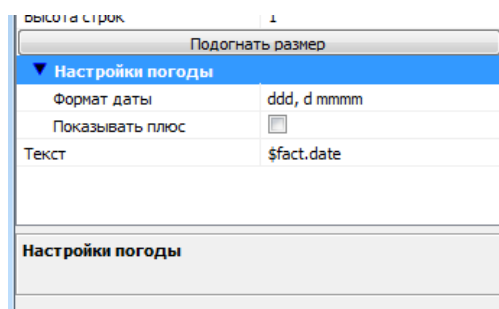 Высота строк 1
Подогнать размер
Настройки погоды
Формат даты ddd, d mmmm
Показывать плюс
Текст $fact.date
Настройки погоды